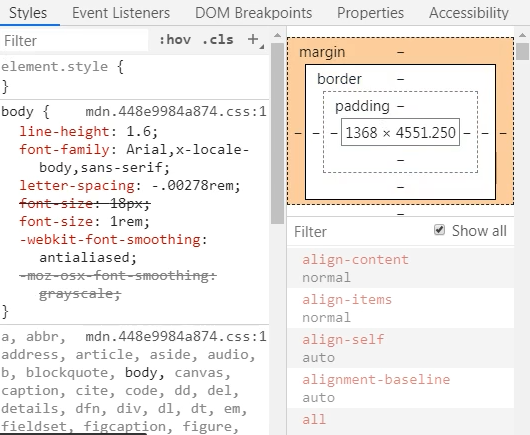 Styles Event Listeners DOM Breakpoints Properties Accessibility
Filter :hov .cls +
element.style {
}
body { mdn.448e9984a874.css:1
line-height: 1.6;
font-family: Arial,x-locale-
body,sans-serif;
letter-spacing: -.00278rem;
font-size: 18px;
font-size: 1rem;
-webkit-font-smoothing:
antialiased;
-moz-osx-font-smoothing:
grayscale;
}
a, abbr, mdn.448e9984a874.css:1
address, article, aside, audio,
b, blockquote, body, canvas,
caption, cite, code, dd, del,
details, dfn, div, dl, dt, em,
fieldset, figcaption, figure,
margin –
border –
padding –
– – – 1368 × 4551.250 – – –
–
–
–
Filter Show all
align-content
normal
align-items
normal
align-self
auto
alignment-baseline
auto
all